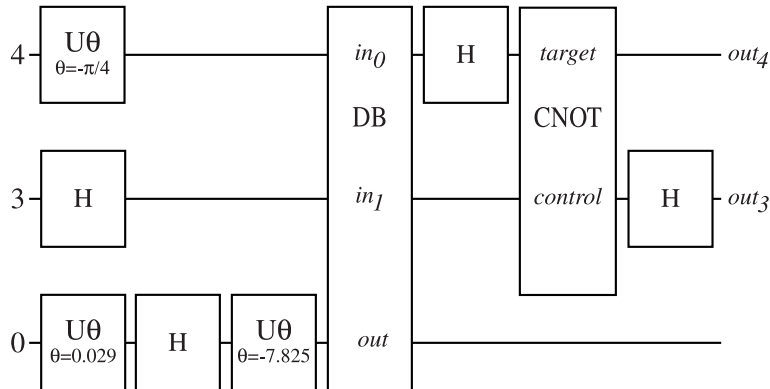 4 Uθ in₀ H target out₄
θ=-π/4
DB CNOT
3 H in₁ control H out₃
0 Uθ H Uθ out
θ=0.029 θ=-7.825